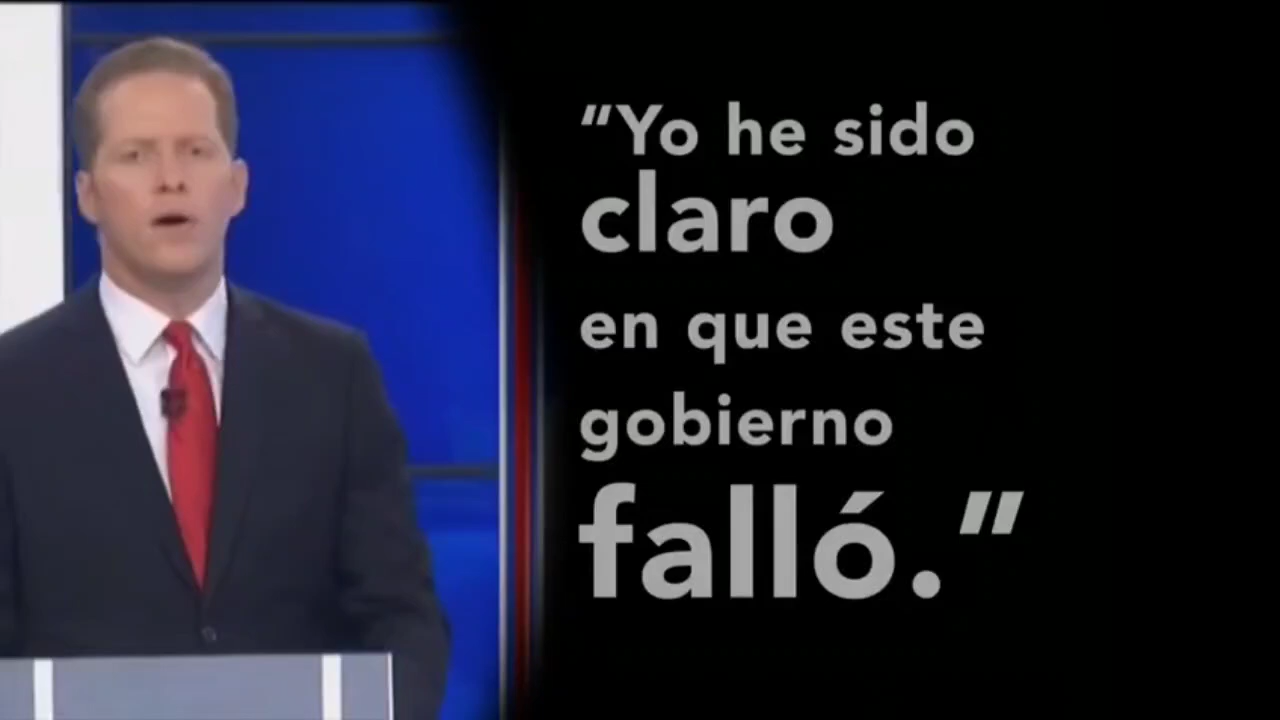 “Yo he sido
claro
en que este
gobierno
falló.”